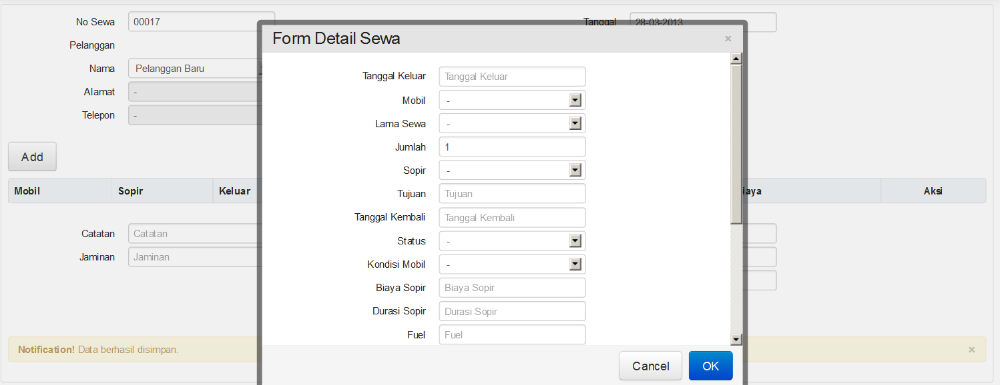 No Sewa 00017 Tanggal 28-03-2013
Pelanggan
Nama Pelanggan Baru
Alamat -
Telepon -
Add
Mobil Sopir Keluar iaya Aksi
Catatan Catatan
Jaminan Jaminan
Notification! Data berhasil disimpan. ×
Form Detail Sewa ×
Tanggal Keluar Tanggal Keluar
Mobil -
Lama Sewa -
Jumlah 1
Sopir -
Tujuan Tujuan
Tanggal Kembali Tanggal Kembali
Status -
Kondisi Mobil -
Biaya Sopir Biaya Sopir
Durasi Sopir Durasi Sopir
Fuel Fuel
Cancel OK